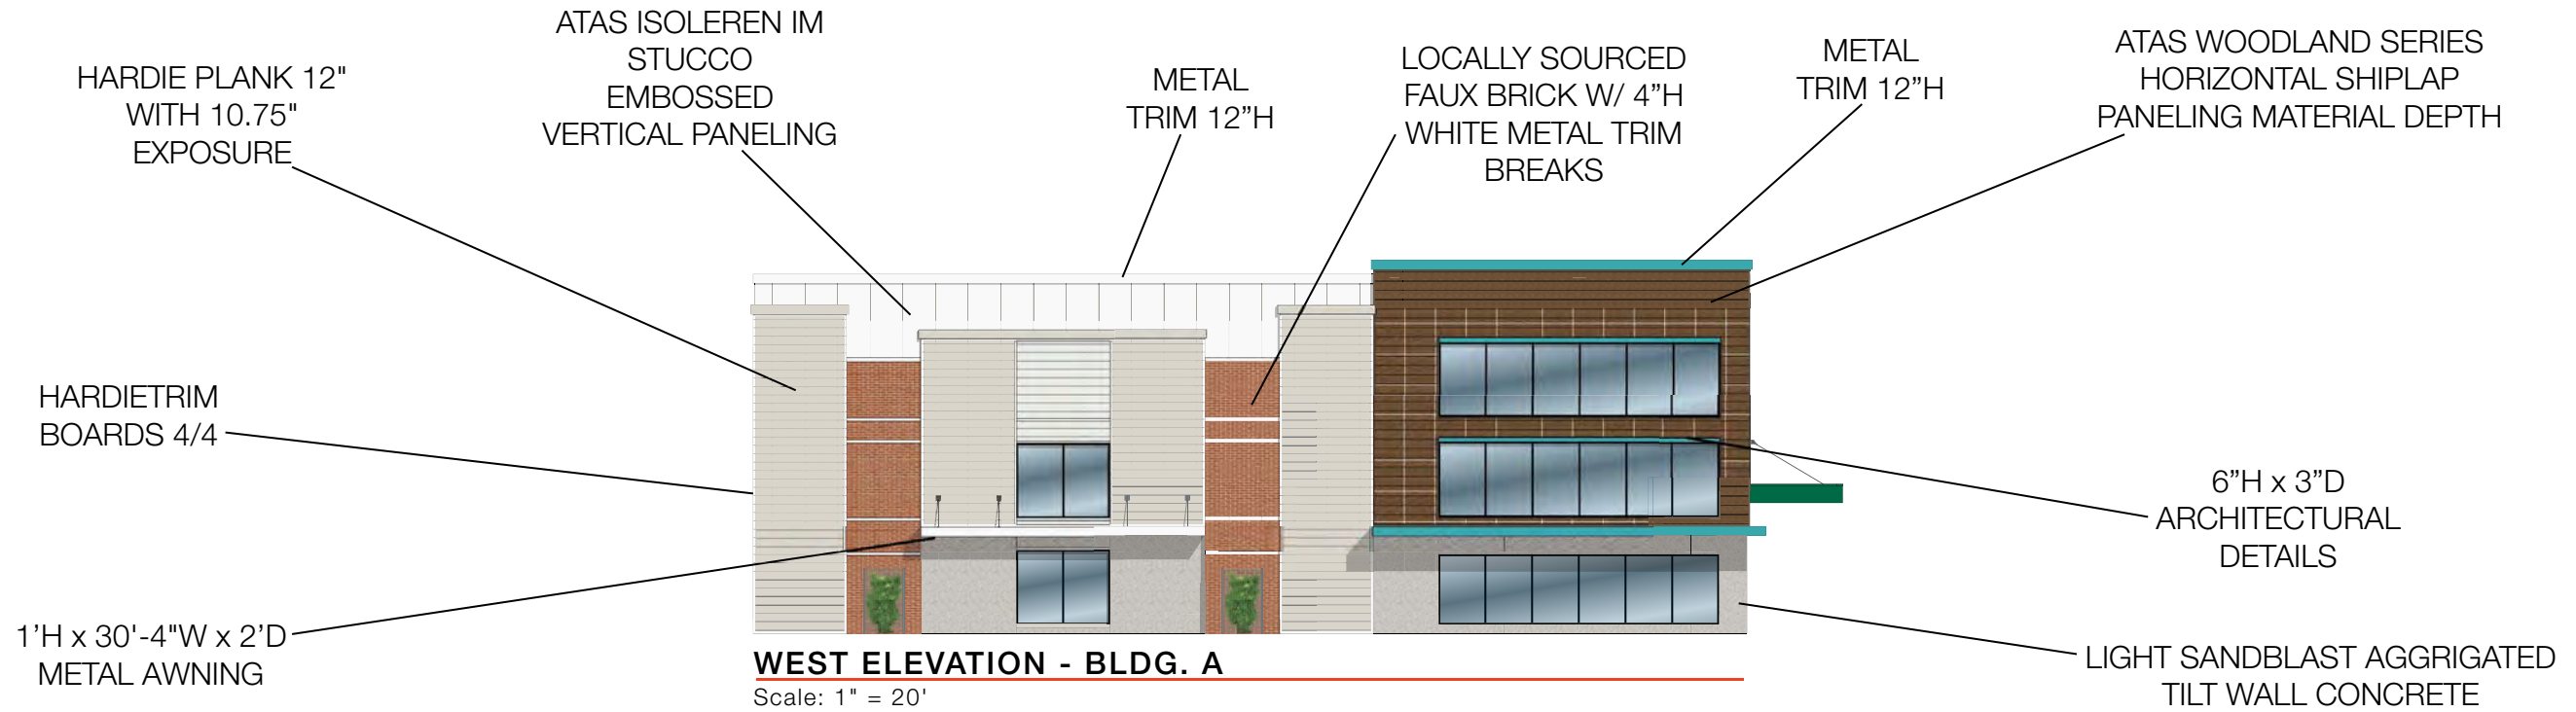 HARDIE PLANK 12"
WITH 10.75"
EXPOSURE
ATAS ISOLEREN IM
STUCCO
EMBOSSED
VERTICAL PANELING
METAL
TRIM 12”H
LOCALLY SOURCED
FAUX BRICK W/ 4”H
WHITE METAL TRIM
BREAKS
METAL
TRIM 12”H
ATAS WOODLAND SERIES
HORIZONTAL SHIPLAP
PANELING MATERIAL DEPTH
HARDIETRIM
BOARDS 4/4
1’H x 30'-4"W x 2’D
METAL AWNING
6”H x 3”D
ARCHITECTURAL
DETAILS
LIGHT SANDBLAST AGGRIGATED
TILT WALL CONCRETE
WEST ELEVATION - BLDG. A
Scale: 1" = 20'